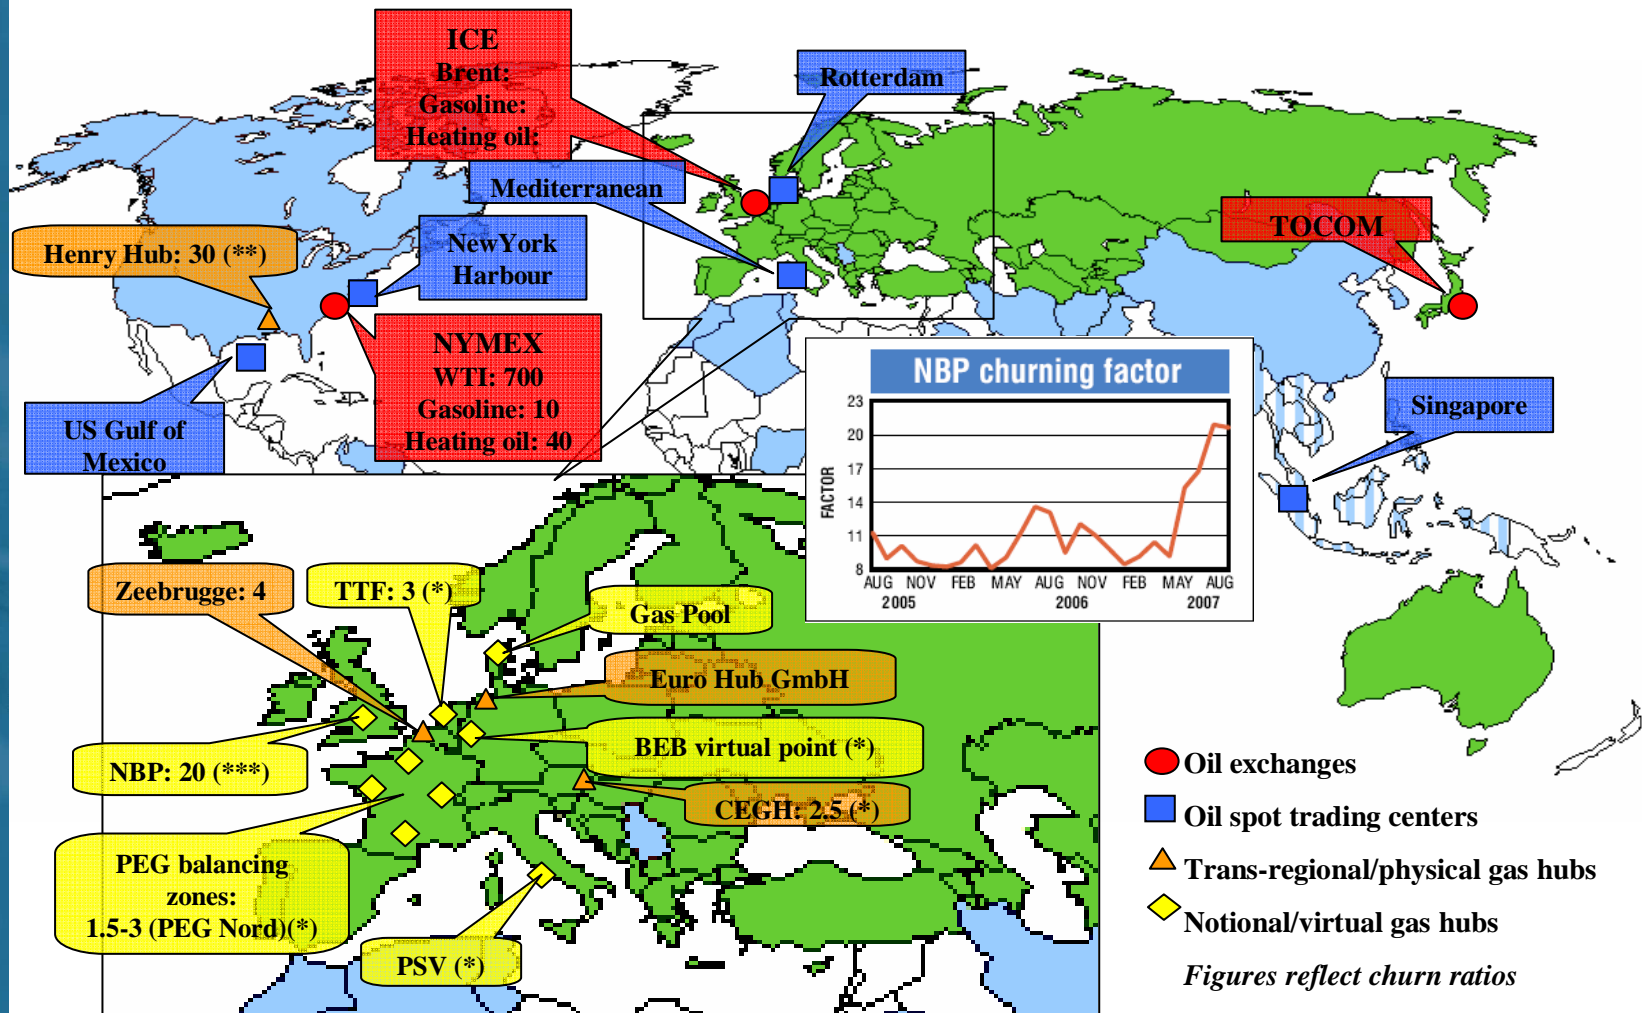 ICE
Brent:
Gasoline:
Heating oil:
Rotterdam
Mediterranean
NewYork
Harbour
Henry Hub: 30 (**)
TOCOM
NYMEX
WTI: 700
Gasoline: 10
Heating oil: 40
US Gulf of
Mexico
Singapore
NBP churning factor
23
20
17
14
11
8
FACTOR
AUG NOV FEB MAY AUG NOV FEB MAY AUG
2005 2006 2007
Zeebrugge: 4
TTF: 3 (*)
Gas Pool
Euro Hub GmbH
BEB virtual point (*)
NBP: 20 (***)
CEGH: 2.5 (*)
PEG balancing
zones:
1.5-3 (PEG Nord)(*)
PSV (*)
Oil exchanges
Oil spot trading centers
Trans-regional/physical gas hubs
Notional/virtual gas hubs
Figures reflect churn ratios